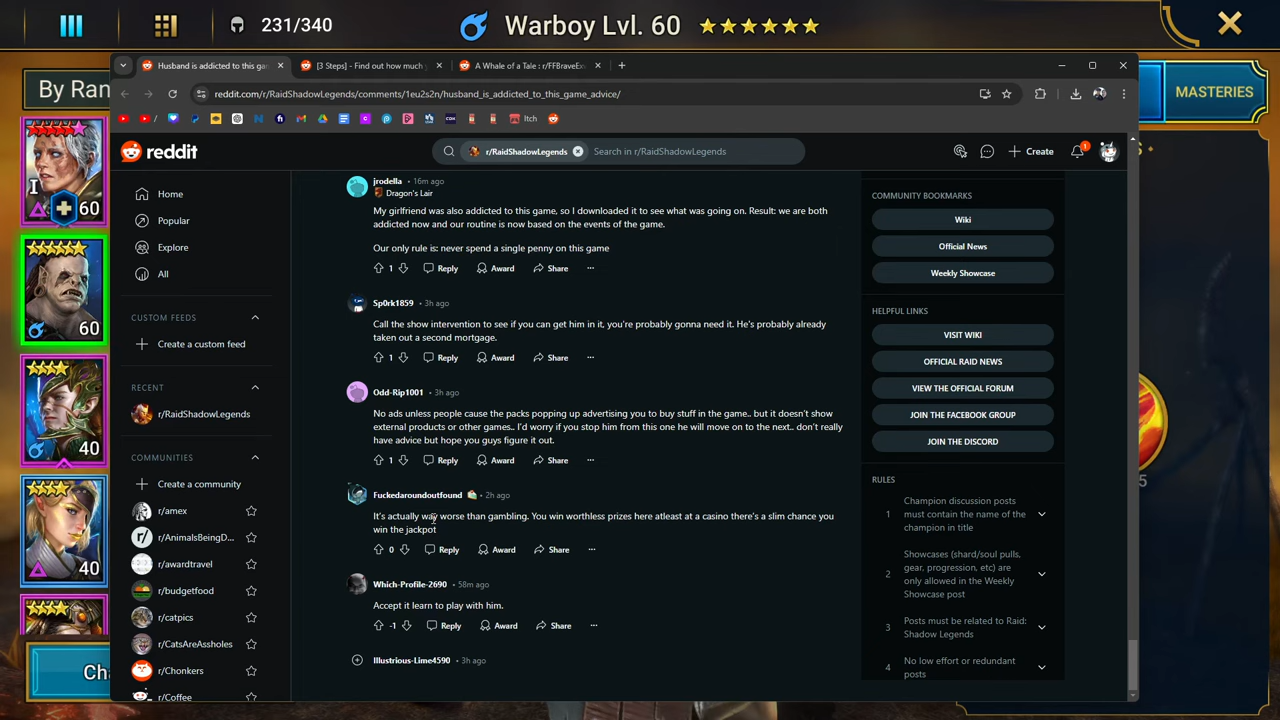 231/340
Warboy Lvl. 60
By Ran
MASTERIES
Husband is addicted to this ga
[3 Steps] - Find out how much
A Whale of a Tale : r/FFBraveEx
reddit.com/r/RaidShadowLegends/comments/1eu2s2n/husband_is_addicted_to_this_game_advice/
Itch
reddit
r/RaidShadowLegends
Search in r/RaidShadowLegends
Create
1
Home
Popular
Explore
All
CUSTOM FEEDS
Create a custom feed
RECENT
r/RaidShadowLegends
COMMUNITIES
Create a community
r/amex
r/AnimalsBeingD...
r/awardtravel
r/budgetfood
r/catpics
r/CatsAreAssholes
r/Chonkers
r/Coffee
jrodella • 16m ago
Dragon's Lair
My girlfriend was also addicted to this game, so I downloaded it to see what was going on. Result: we are both
addicted now and our routine is now based on the events of the game.
Our only rule is: never spend a single penny on this game
1 Reply Award Share ...
Sp0rk1859 • 3h ago
Call the show intervention to see if you can get him in it, you're probably gonna need it. He's probably already
taken out a second mortgage.
1 Reply Award Share ...
Odd-Rip1001 • 3h ago
No ads unless people cause the packs popping up advertising you to buy stuff in the game.. but it doesn't show
external products or other games.. I'd worry if you stop him from this one he will move on to the next.. don't really
have advice but hope you guys figure it out.
1 Reply Award Share ...
Fuckedaroundoutfound • 2h ago
It's actually way worse than gambling. You win worthless prizes here atleast at a casino there's a slim chance you
win the jackpot
0 Reply Award Share ...
Which-Profile-2690 • 58m ago
Accept it learn to play with him.
-1 Reply Award Share ...
Illustrious-Lime4590 • 3h ago
COMMUNITY BOOKMARKS
Wiki
Official News
Weekly Showcase
HELPFUL LINKS
VISIT WIKI
OFFICIAL RAID NEWS
VIEW THE OFFICIAL FORUM
JOIN THE FACEBOOK GROUP
JOIN THE DISCORD
RULES
1 Champion discussion posts
must contain the name of the
champion in title
2 Showcases (shard/soul pulls,
gear, progression, etc) are
only allowed in the Weekly
Showcase post
3 Posts must be related to Raid:
Shadow Legends
4 No low effort or redundant
posts
I
60
60
40
40
Cha
5